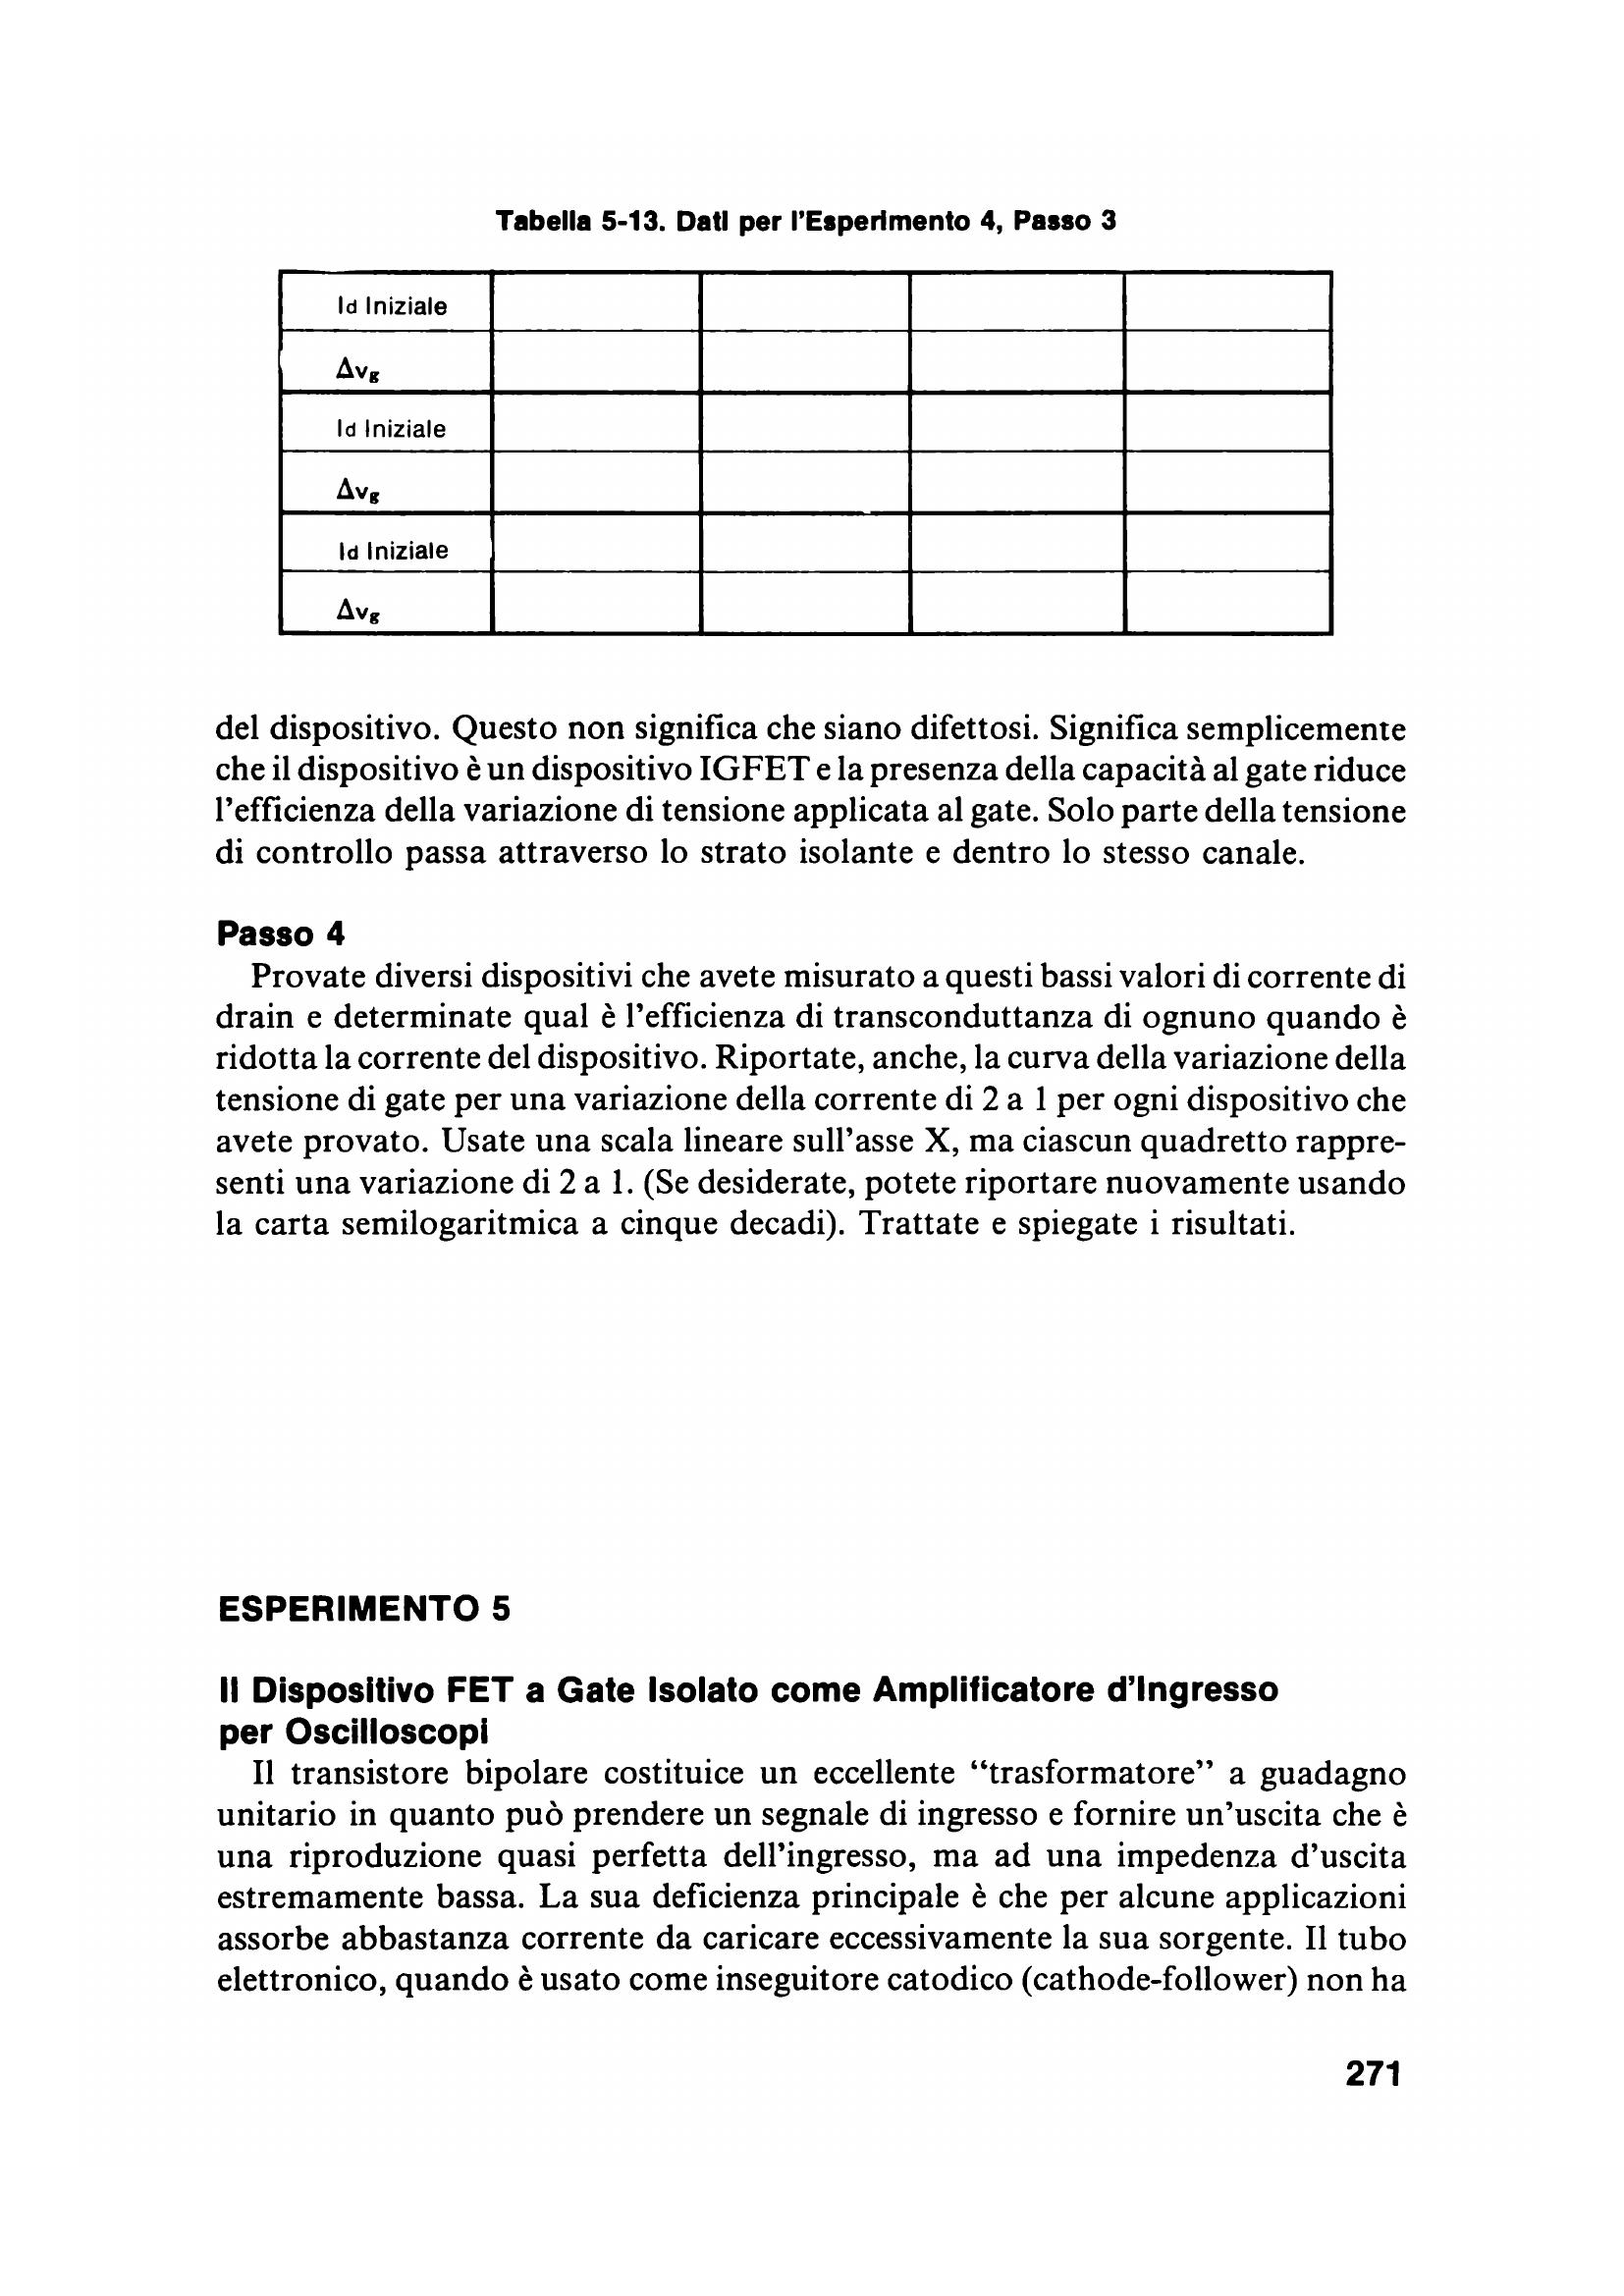 Tabella 5-13. Dati per l'Esperimento 4, Passo 3
Id Iniziale
Δvg
Id Iniziale
Δvg
Id Iniziale
Δvg
del dispositivo. Questo non significa che siano difettosi. Significa semplicemente
che il dispositivo è un dispositivo IGFET e la presenza della capacità al gate riduce
l'efficienza della variazione di tensione applicata al gate. Solo parte della tensione
di controllo passa attraverso lo strato isolante e dentro lo stesso canale.
Passo 4
Provate diversi dispositivi che avete misurato a questi bassi valori di corrente di
drain e determinate qual è l'efficienza di transconduttanza di ognuno quando è
ridotta la corrente del dispositivo. Riportate, anche, la curva della variazione della
tensione di gate per una variazione della corrente di 2 a 1 per ogni dispositivo che
avete provato. Usate una scala lineare sull'asse X, ma ciascun quadretto rappre-
senti una variazione di 2 a 1. (Se desiderate, potete riportare nuovamente usando
la carta semilogaritmica a cinque decadi). Trattate e spiegate i risultati.
ESPERIMENTO 5
Il Dispositivo FET a Gate Isolato come Amplificatore d'Ingresso
per Oscilloscopi
Il transistore bipolare costituice un eccellente “trasformatore” a guadagno
unitario in quanto può prendere un segnale di ingresso e fornire un'uscita che è
una riproduzione quasi perfetta dell'ingresso, ma ad una impedenza d'uscita
estremamente bassa. La sua deficienza principale è che per alcune applicazioni
assorbe abbastanza corrente da caricare eccessivamente la sua sorgente. Il tubo
elettronico, quando è usato come inseguitore catodico (cathode-follower) non ha
271